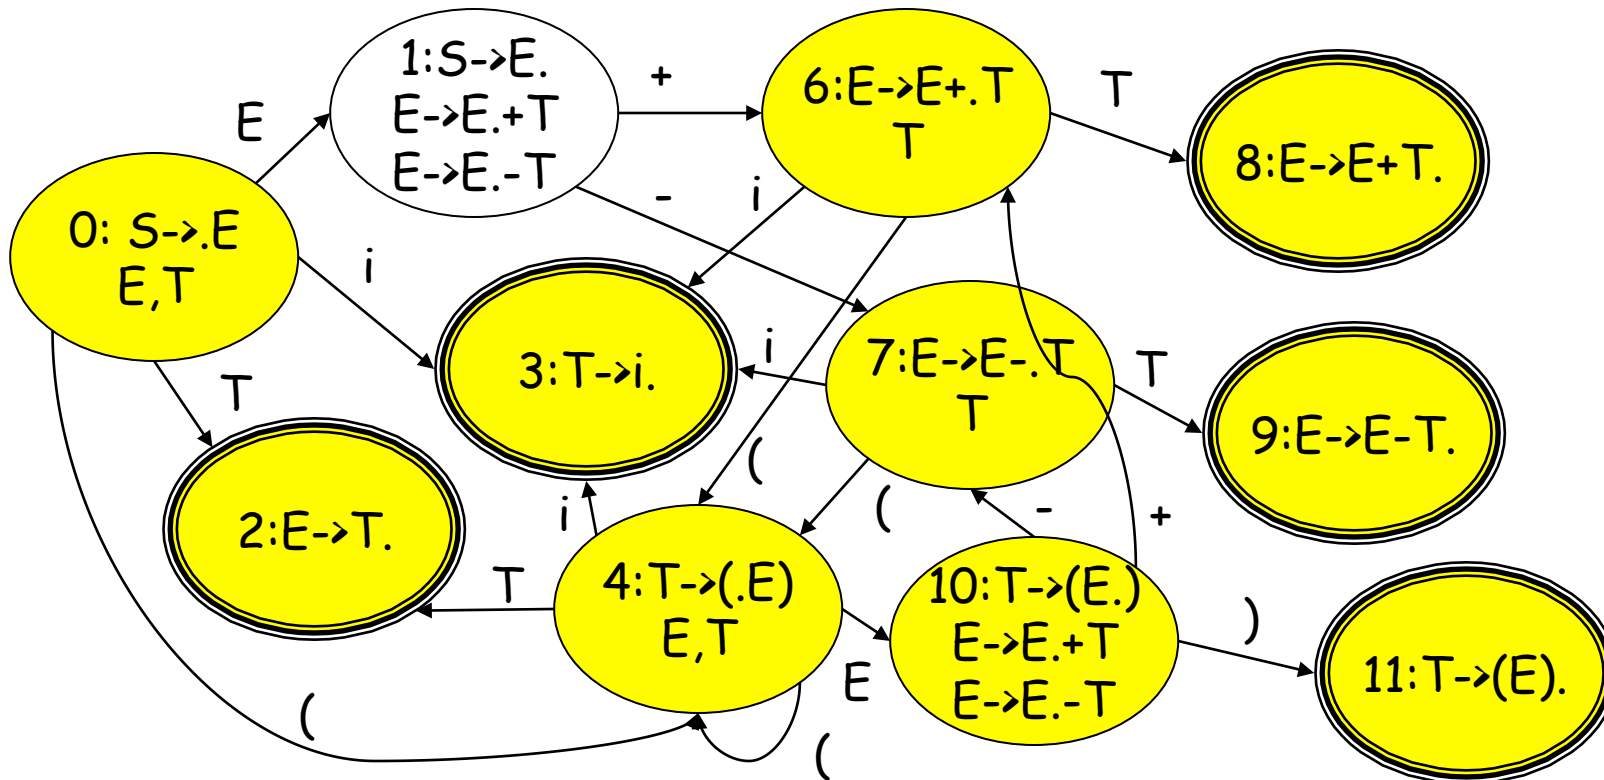 1:S->E.
E->E.+T
E->E.-T
+
6:E->E+.T
T
T
8:E->E+T.
E
0: S->.E
E,T
-
i
i
3:T->i.
i
7:E->E-.T
T
T
9:E->E-T.
T
2:E->T.
(
(
i
-
+
T
4:T->(.E)
E,T
10:T->(E.)
E->E.+T
E->E.-T
)
11:T->(E).
E
(
(